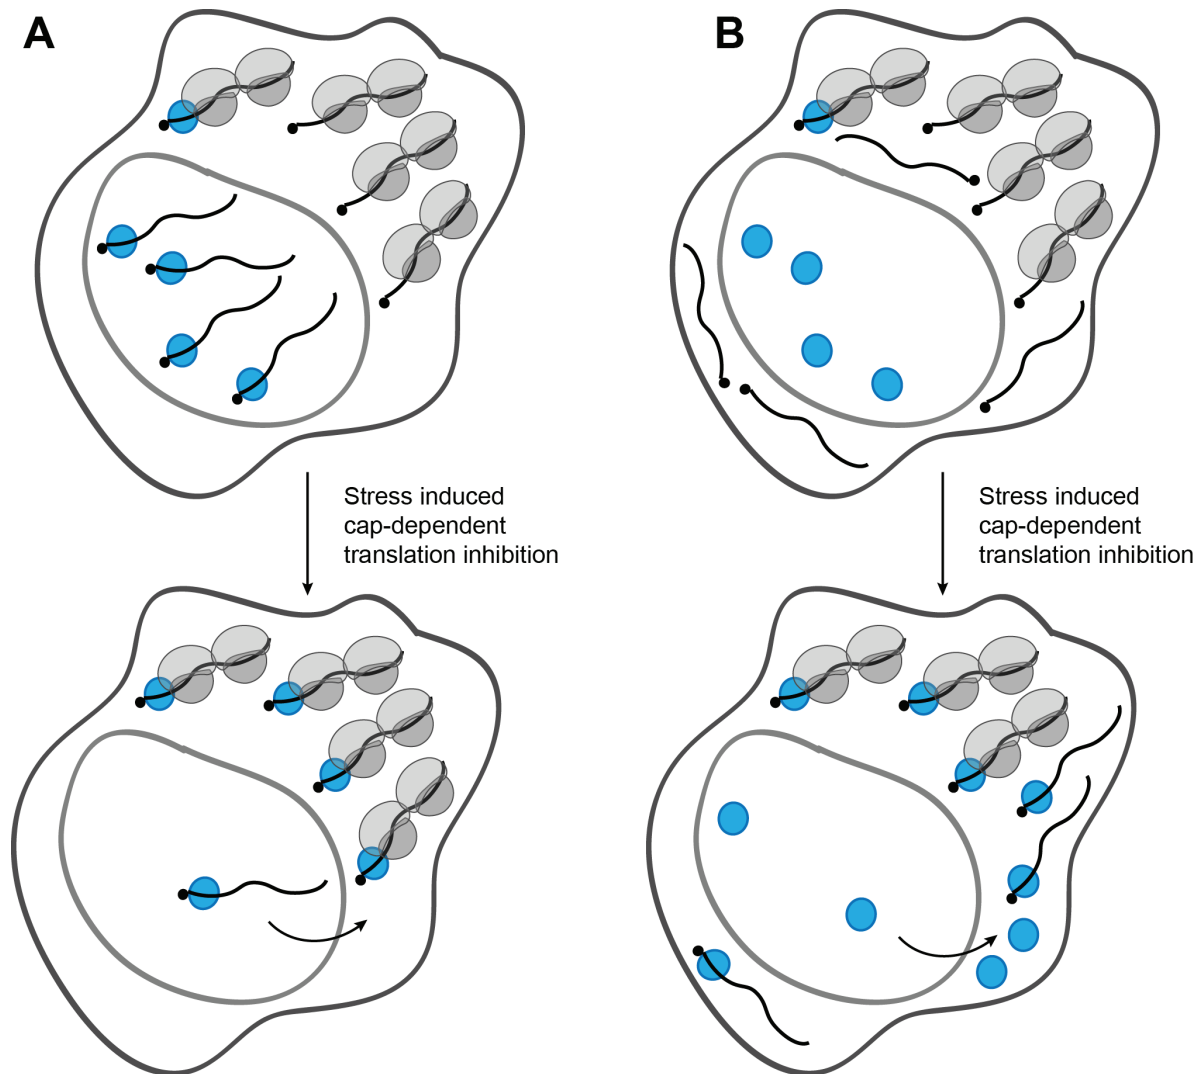 A
B
Stress induced
cap-dependent
translation inhibition
Stress induced
cap-dependent
translation inhibition